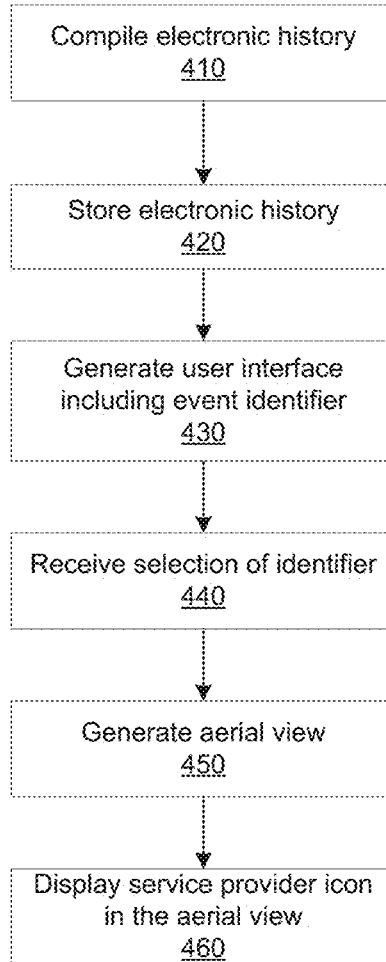 Compile electronic history
410
Store electronic history
420
Generate user interface
including event identifier
430
Receive selection of identifier
440
Generate aerial view
450
Display service provider icon
in the aerial view
460